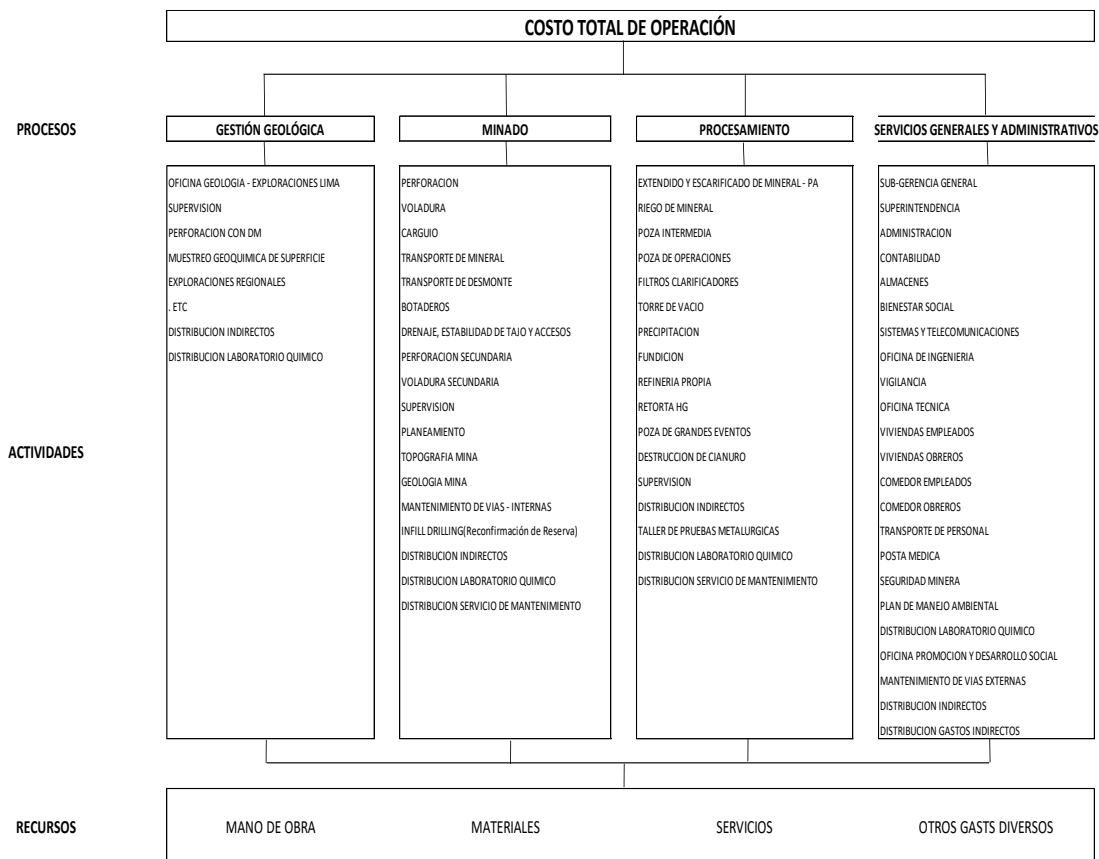 COSTO TOTAL DE OPERACIÓN
PROCESOS
GESTIÓN GEOLÓGICA
MINADO
PROCESAMIENTO
SERVICIOS GENERALES Y ADMINISTRATIVOS
ACTIVIDADES
OFICINA GEOLOGIA - EXPLORACIONES LIMA
SUPERVISION
PERFORACION CON DM
MUESTREO GEOQUIMICA DE SUPERFICIE
EXPLORACIONES REGIONALES
. ETC
DISTRIBUCION INDIRECTOS
DISTRIBUCION LABORATORIO QUIMICO
PERFORACION
VOLADURA
CARGUIO
TRANSPORTE DE MINERAL
TRANSPORTE DE DESMONTE
BOTADEROS
DRENAJE, ESTABILIDAD DE TAJO Y ACCESOS
PERFORACION SECUNDARIA
VOLADURA SECUNDARIA
SUPERVISION
PLANEAMIENTO
TOPOGRAFIA MINA
GEOLOGIA MINA
MANTENIMIENTO DE VIAS - INTERNAS
INFILL DRILLING(Reconfirmación de Reserva)
DISTRIBUCION INDIRECTOS
DISTRIBUCION LABORATORIO QUIMICO
DISTRIBUCION SERVICIO DE MANTENIMIENTO
EXTENDIDO Y ESCARIFICADO DE MINERAL - PA
RIEGO DE MINERAL
POZA INTERMEDIA
POZA DE OPERACIONES
FILTROS CLARIFICADORES
TORRE DE VACIO
PRECIPITACION
FUNDICION
REFINERIA PROPIA
RETORTA HG
POZA DE GRANDES EVENTOS
DESTRUCCION DE CIANURO
SUPERVISION
DISTRIBUCION INDIRECTOS
TALLER DE PRUEBAS METALURGICAS
DISTRIBUCION LABORATORIO QUIMICO
DISTRIBUCION SERVICIO DE MANTENIMIENTO
SUB-GERENCIA GENERAL
SUPERINTENDENCIA
ADMINISTRACION
CONTABILIDAD
ALMACENES
BIENESTAR SOCIAL
SISTEMAS Y TELECOMUNICACIONES
OFICINA DE INGENIERIA
VIGILANCIA
OFICINA TECNICA
VIVIENDAS EMPLEADOS
VIVIENDAS OBREROS
COMEDOR EMPLEADOS
COMEDOR OBREROS
TRANSPORTE DE PERSONAL
POSTA MEDICA
SEGURIDAD MINERA
PLAN DE MANEJO AMBIENTAL
DISTRIBUCION LABORATORIO QUIMICO
OFICINA PROMOCION Y DESARROLLO SOCIAL
MANTENIMIENTO DE VIAS EXTERNAS
DISTRIBUCION INDIRECTOS
DISTRIBUCION GASTOS INDIRECTOS
RECURSOS
MANO DE OBRA
MATERIALES
SERVICIOS
OTROS GASTS DIVERSOS